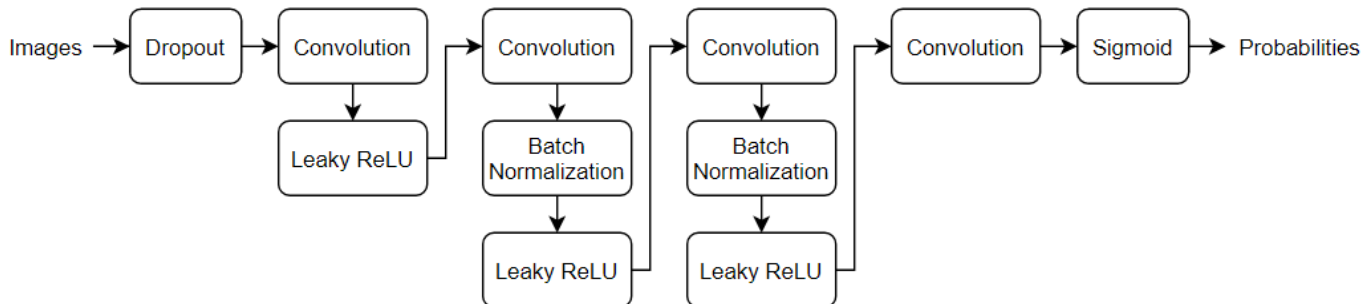 Images
Dropout
Convolution
Leaky ReLU
Convolution
Batch
Normalization
Leaky ReLU
Convolution
Batch
Normalization
Leaky ReLU
Convolution
Sigmoid
Probabilities